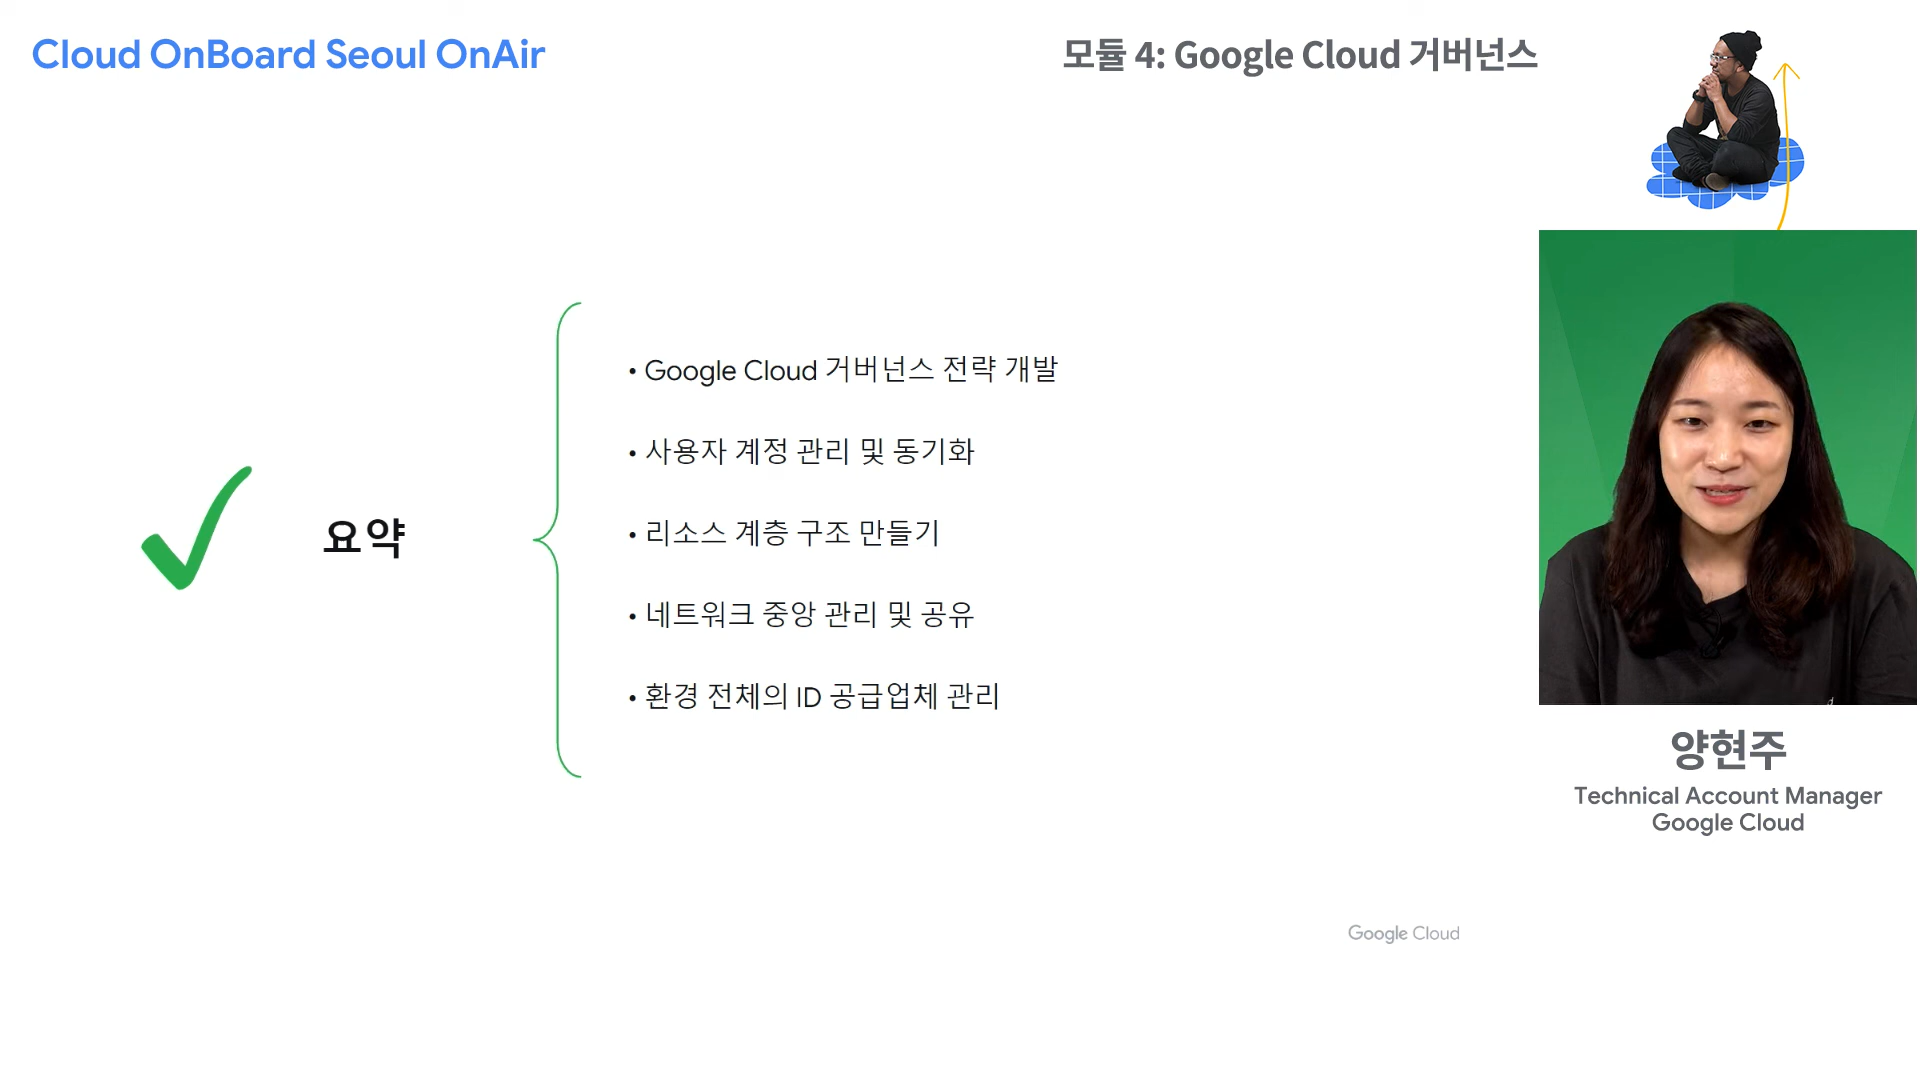 Cloud OnBoard Seoul OnAir
모듈 4: Google Cloud 거버넌스
요약
• Google Cloud 거버넌스 전략 개발
• 사용자 계정 관리 및 동기화
• 리소스 계층 구조 만들기
• 네트워크 중앙 관리 및 공유
• 환경 전체의 ID 공급업체 관리
양현주
Technical Account Manager
Google Cloud
Google Cloud